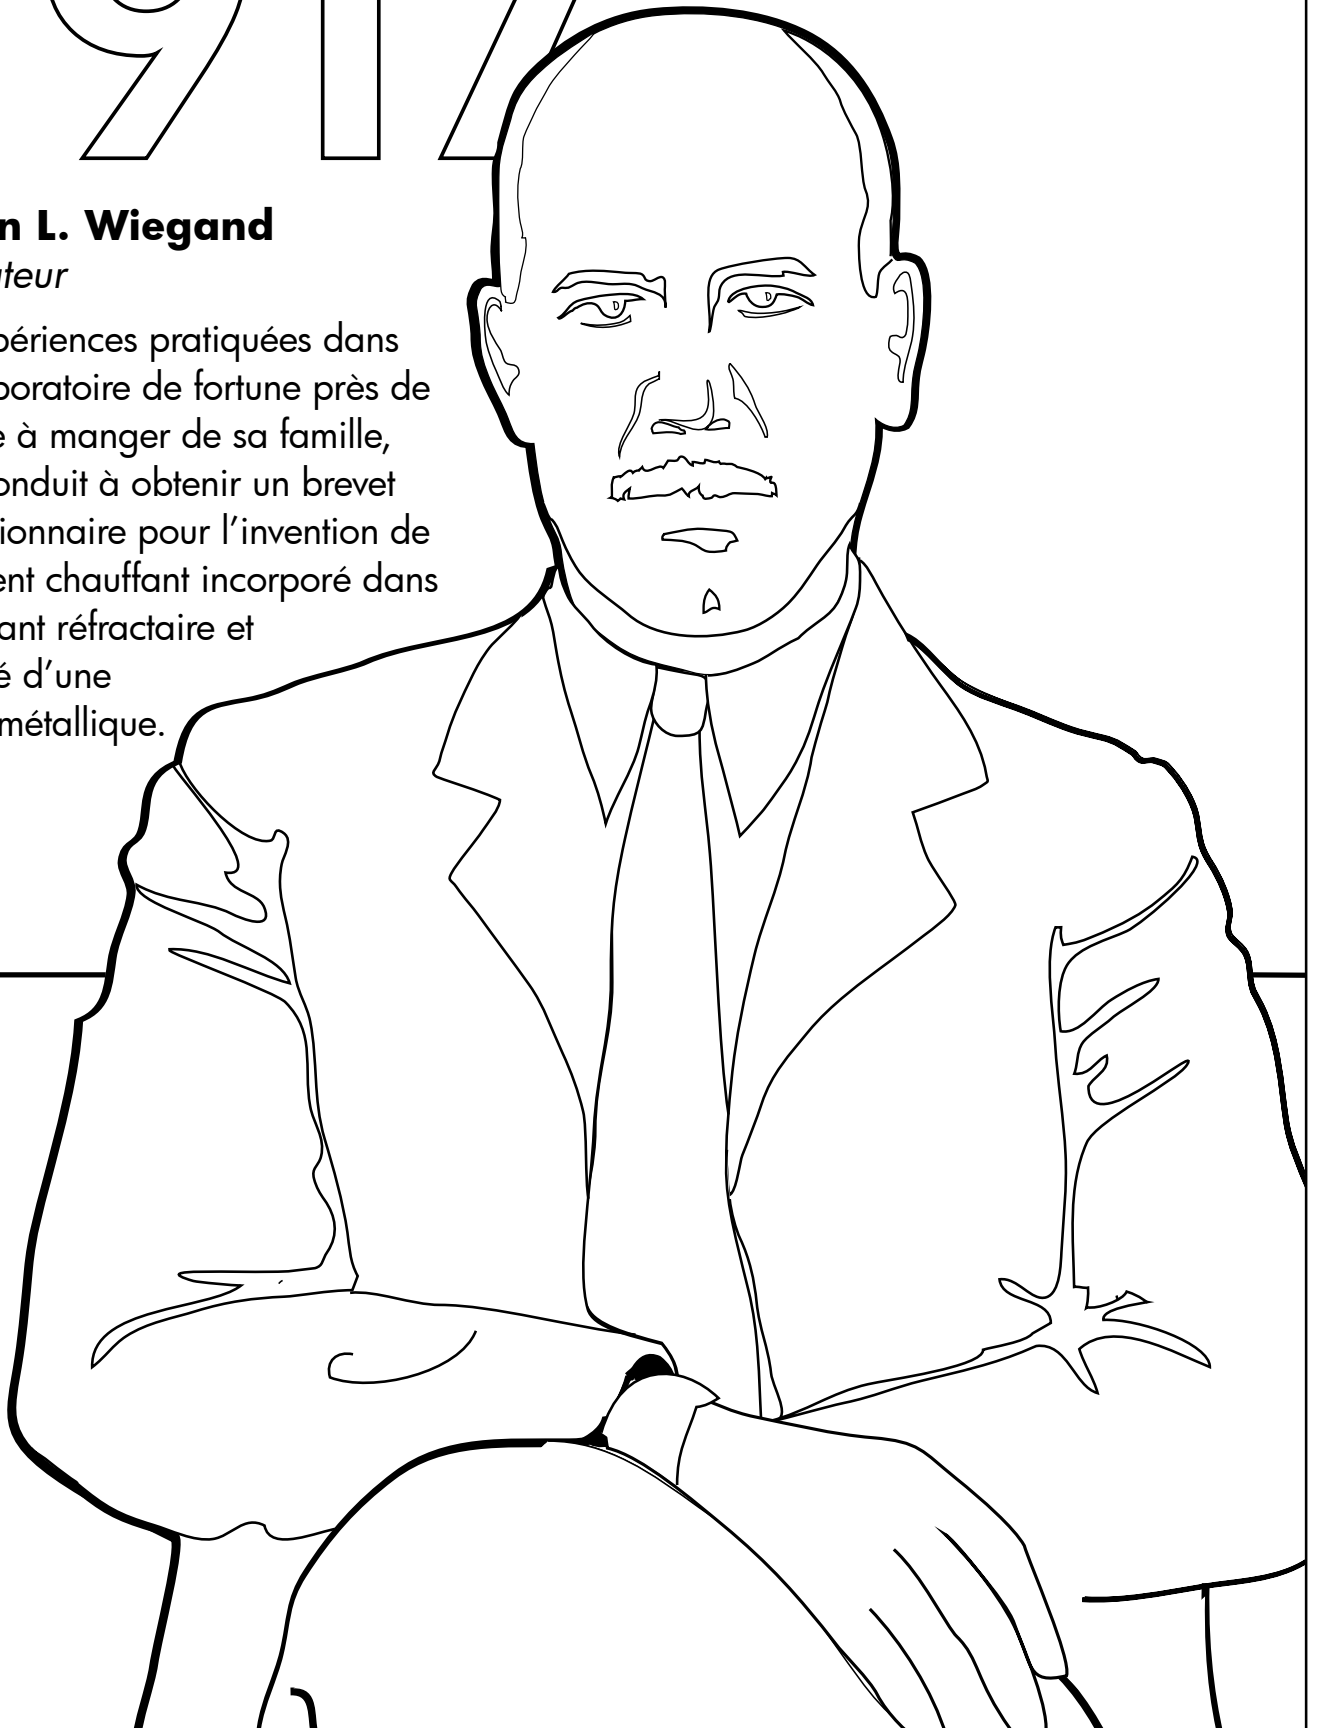 917
n L. Wiegand
ateur
périences pratiquées dans
boratoire de fortune près de
e à manger de sa famille,
onduit à obtenir un brevet
ionnaire pour l’invention de
ent chauffant incorporé dans
ant réfractaire et
é d’une
métallique.